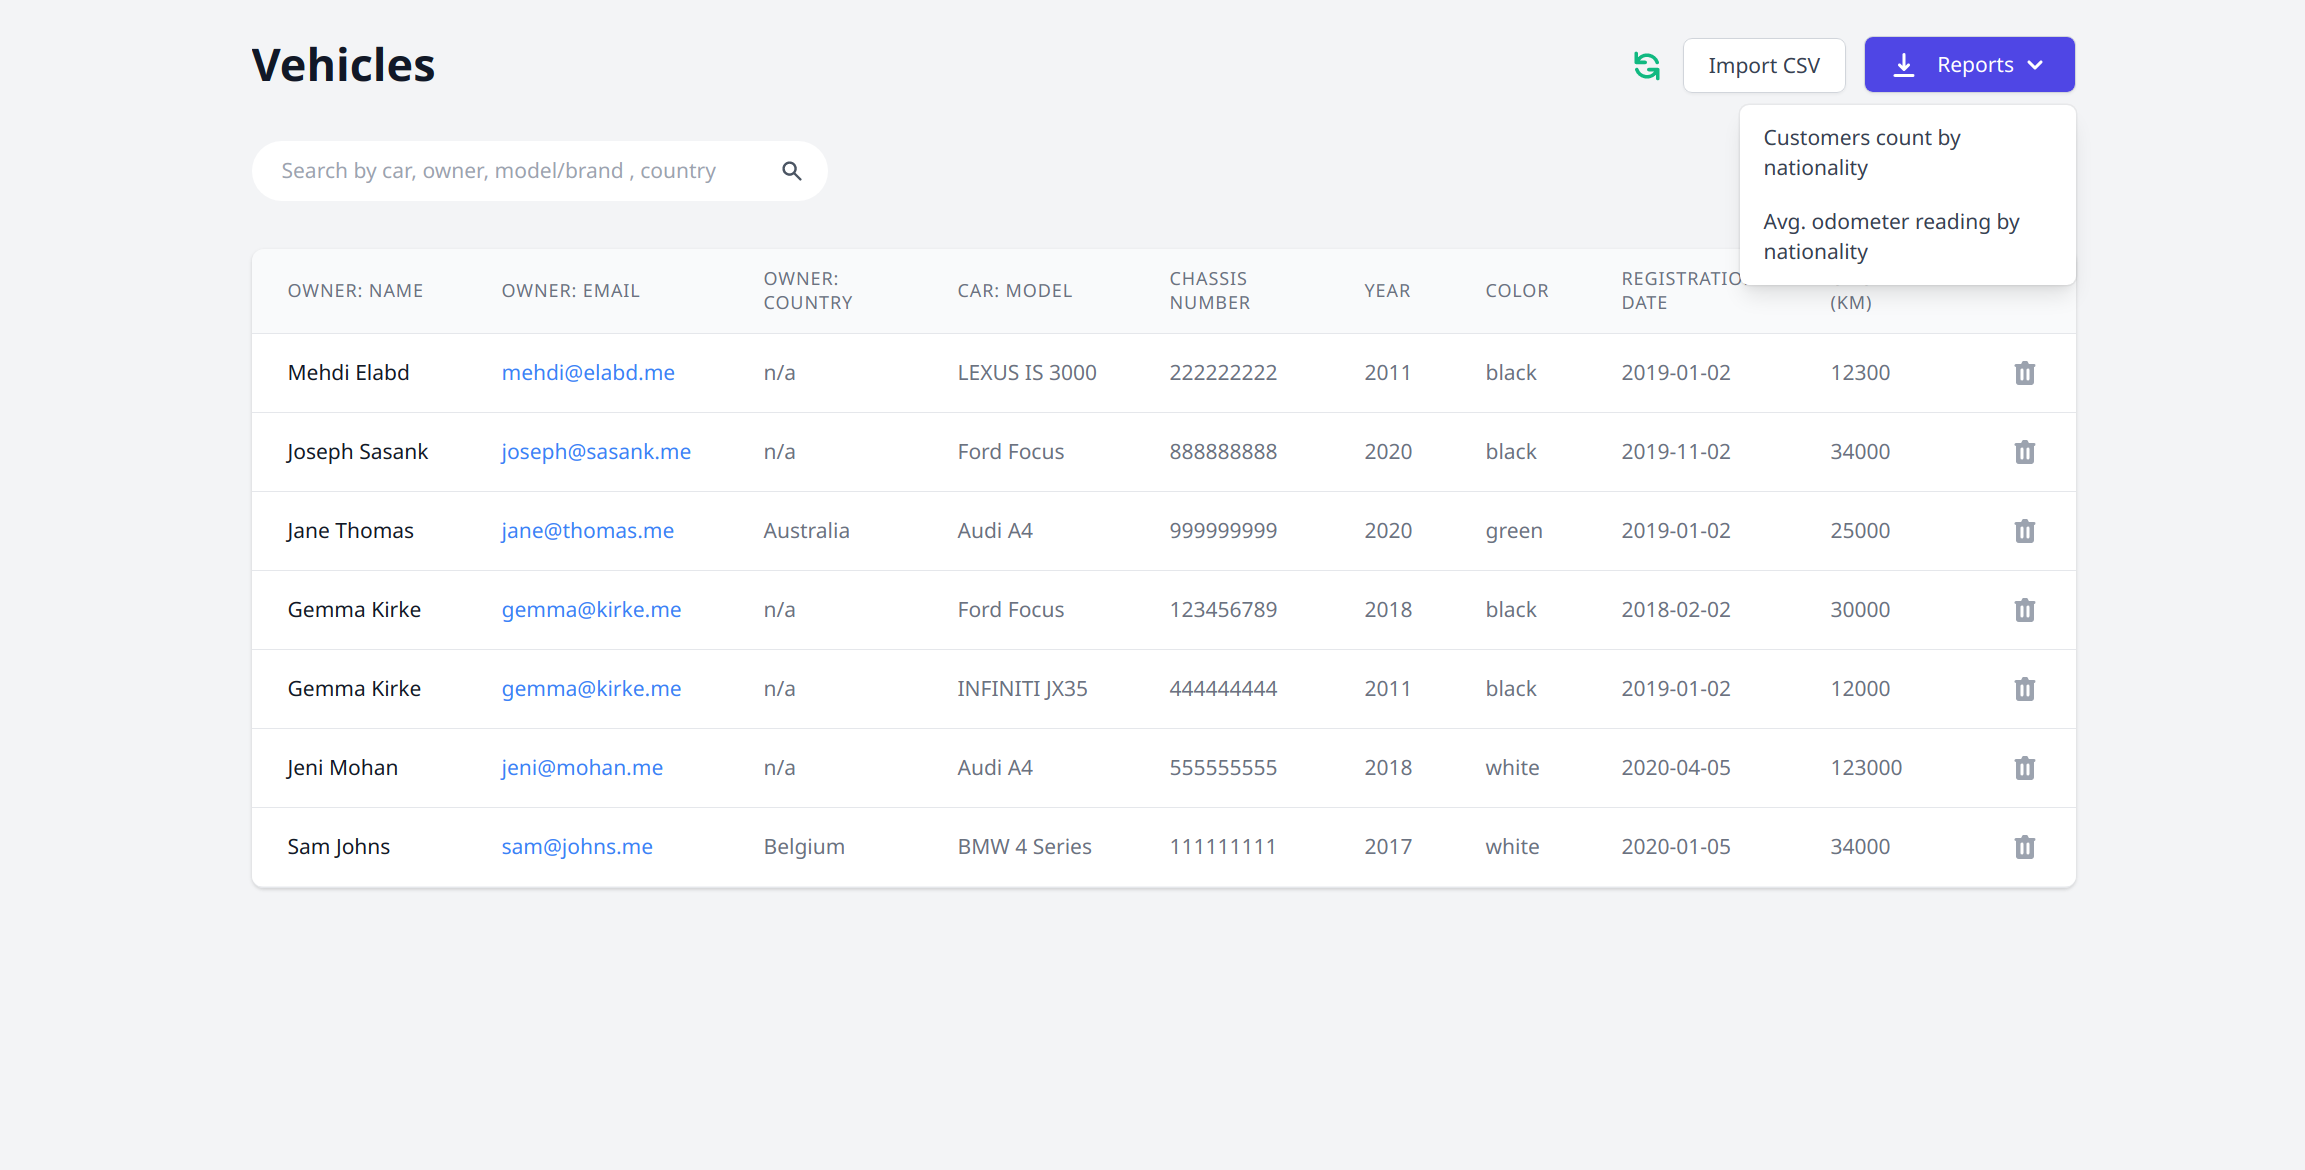 Vehicles
Import CSV
Reports
Customers count by
nationality
Avg. odometer reading by
nationality
Search by car, owner, model/brand , country
OWNER: NAME OWNER: EMAIL OWNER: COUNTRY CAR: MODEL CHASSIS NUMBER YEAR COLOR DATE (KM)
Mehdi Elabd mehdi@elabd.me n/a LEXUS IS 3000 222222222 2011 black 2019-01-02 12300
Joseph Sasank joseph@sasank.me n/a Ford Focus 888888888 2020 black 2019-11-02 34000
Jane Thomas jane@thomas.me Australia Audi A4 999999999 2020 green 2019-01-02 25000
Gemma Kirke gemma@kirke.me n/a Ford Focus 123456789 2018 black 2018-02-02 30000
Gemma Kirke gemma@kirke.me n/a INFINITI JX35 444444444 2011 black 2019-01-02 12000
Jeni Mohan jeni@mohan.me n/a Audi A4 555555555 2018 white 2020-04-05 123000
Sam Johns sam@johns.me Belgium BMW 4 Series 111111111 2017 white 2020-01-05 34000